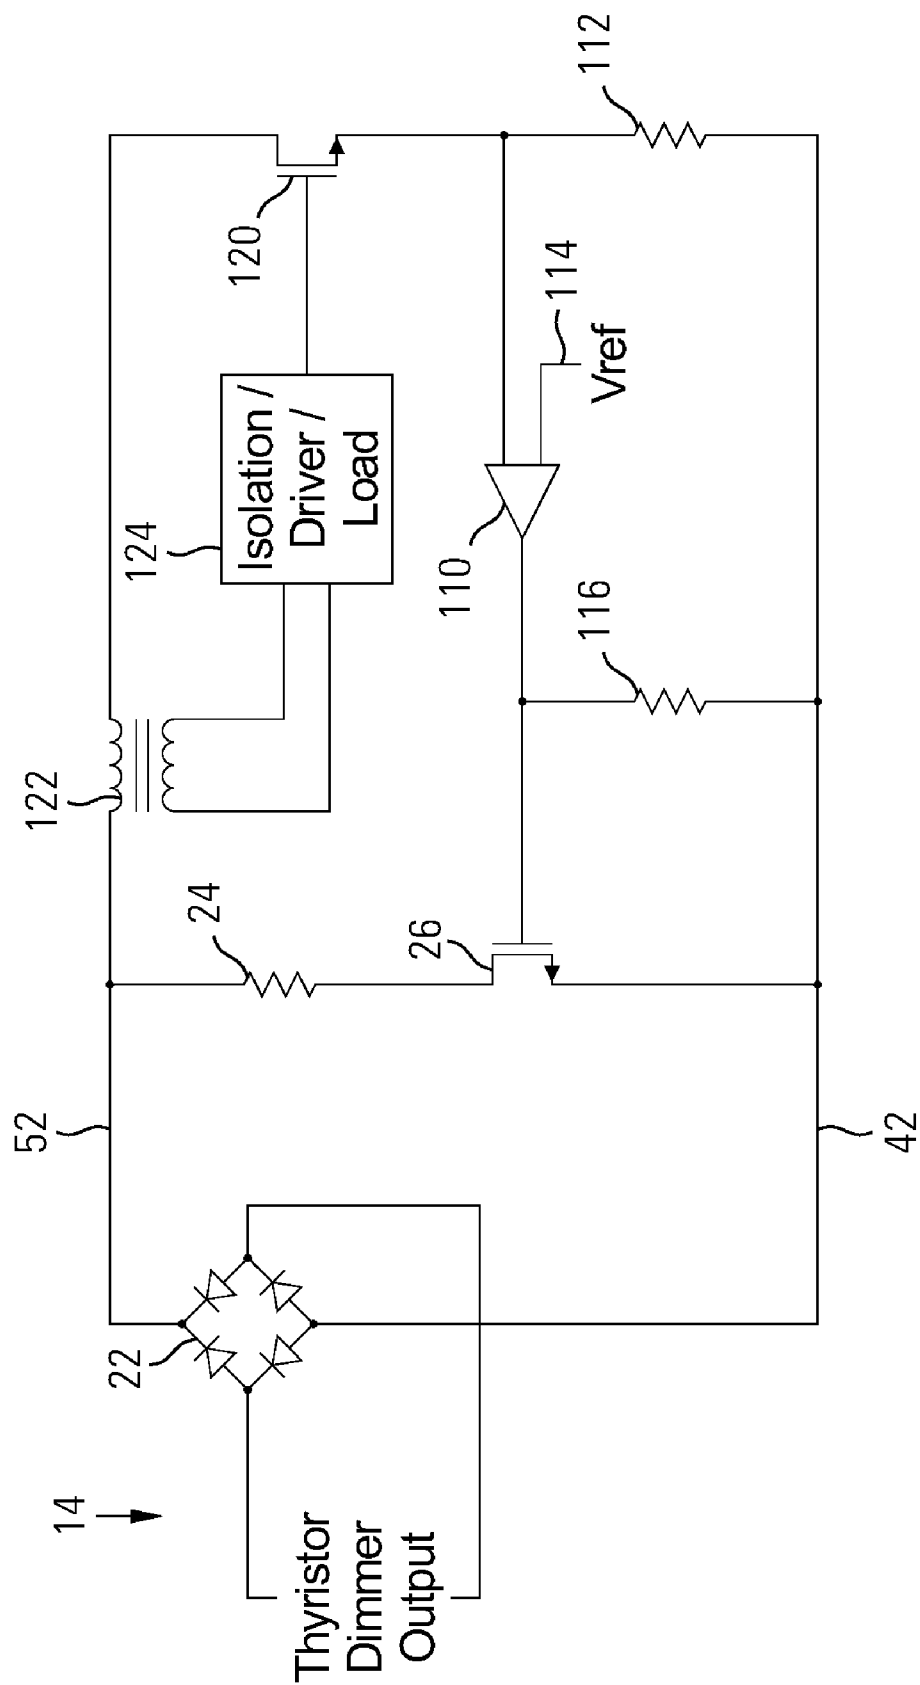 14
Thyristor
Dimmer
Output
22
52
42
24
26
122
124
Isolation /
Driver /
Load
110
116
120
114
Vref
112